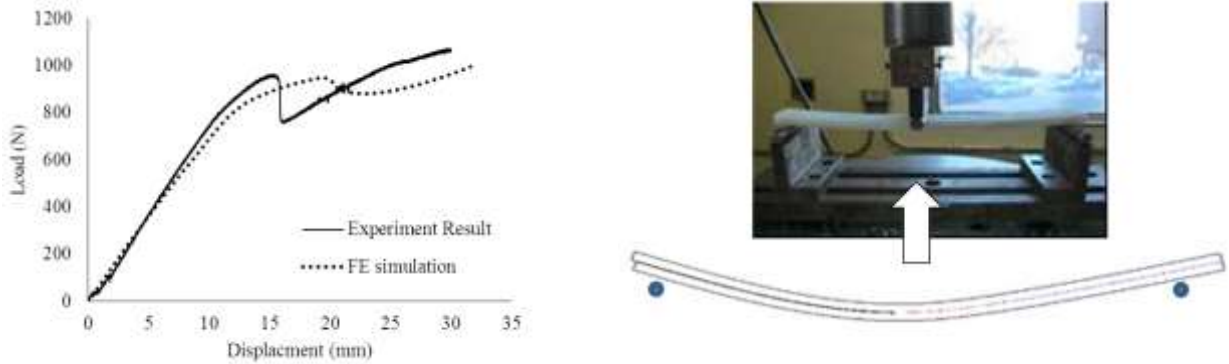 1200
1000
800
600
400
200
0
Load (N)
Experiment Result
FE simulation
0 5 10 15 20 25 30 35
Displacment (mm)